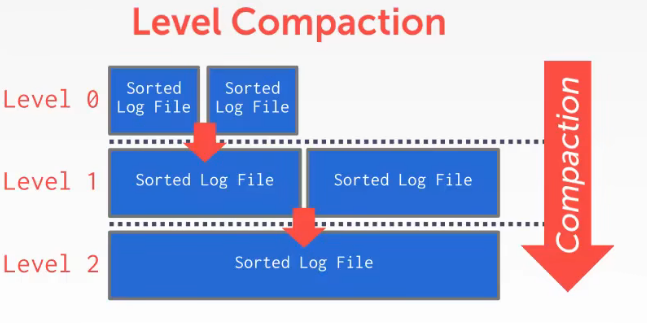 Level Compaction
Level 0
Sorted
Log File
Sorted
Log File
Level 1
Sorted Log File
Sorted Log File
Level 2
Sorted Log File
Compaction